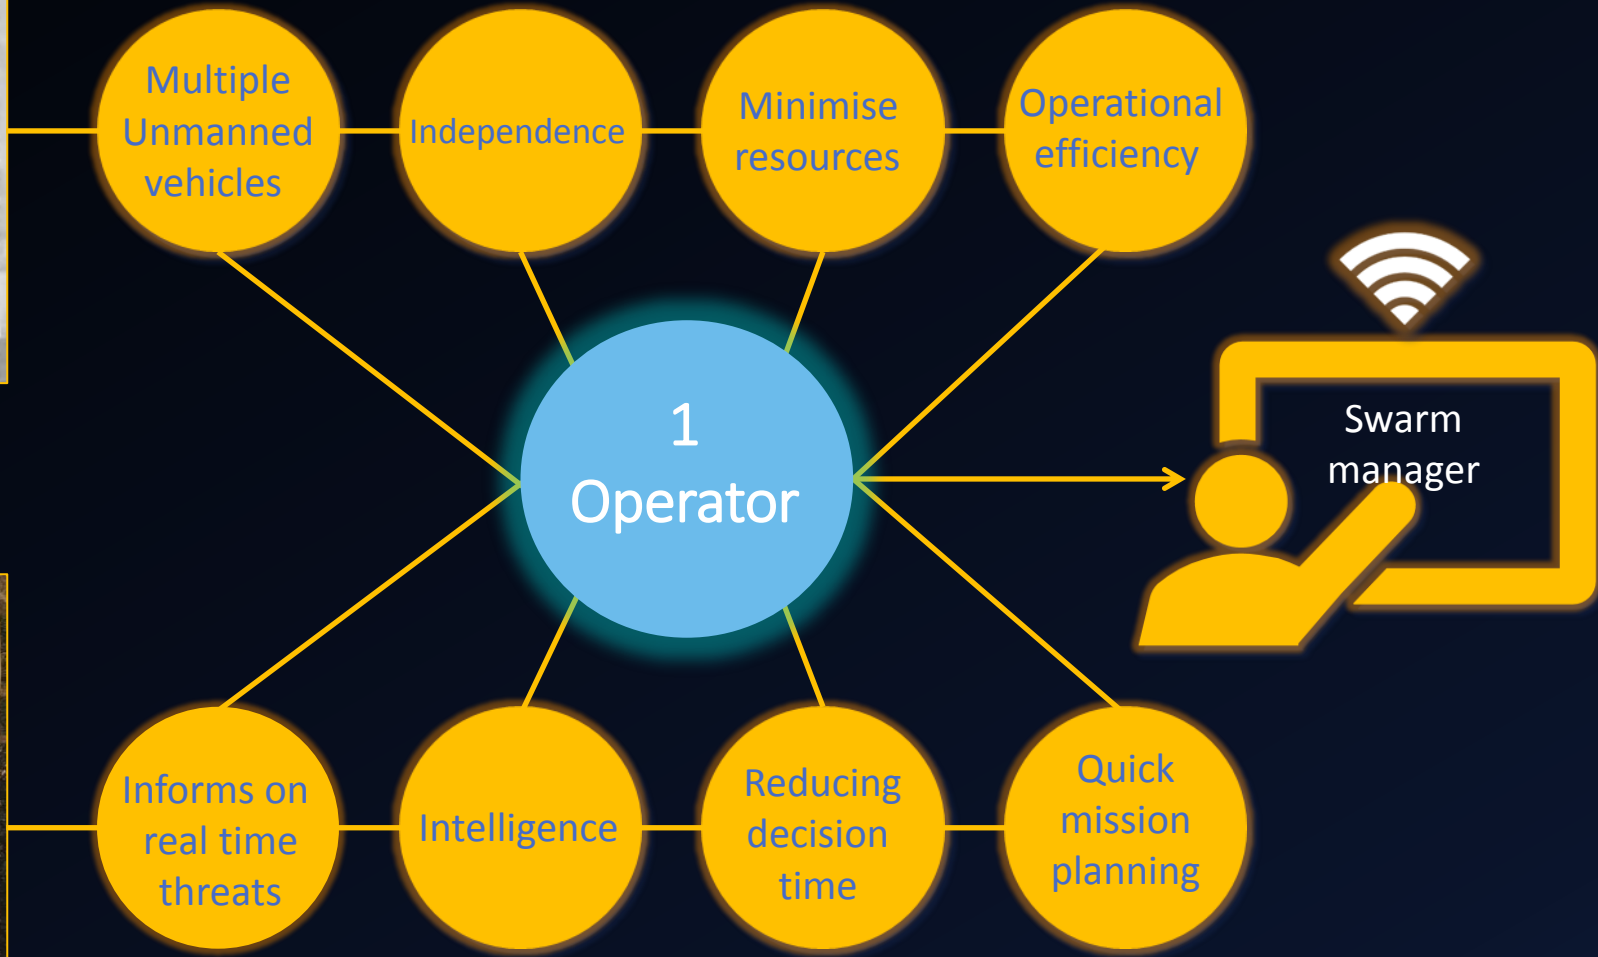 Multiple
Unmanned
vehicles
Independence
Minimise
resources
Operational
efficiency
1
Operator
Swarm
manager
Informs on
real time
threats
Intelligence
Reducing
decision
time
Quick
mission
planning